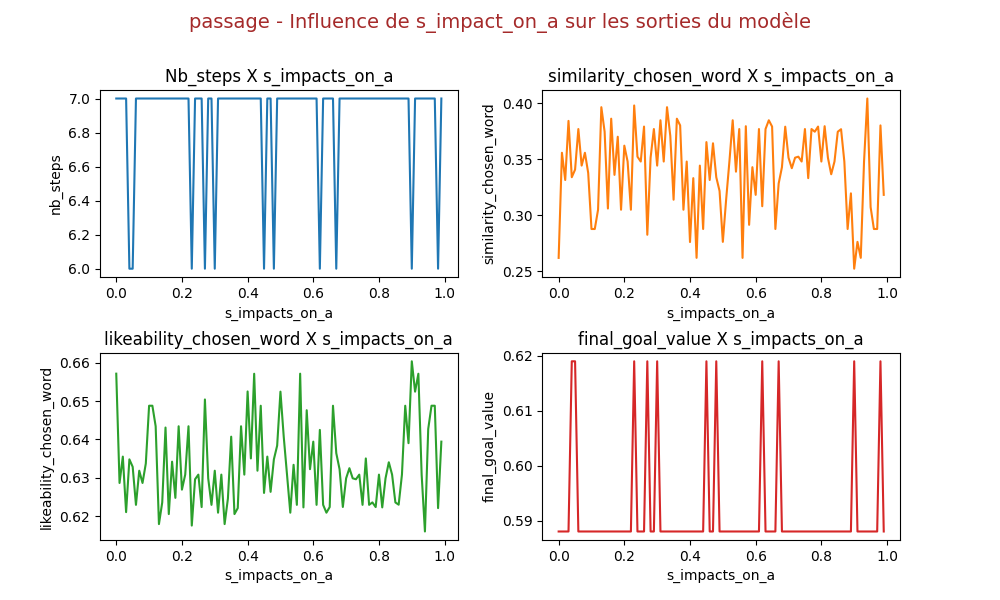 passage - Influence de s_impact_on_a sur les sorties du modèle
Nb_steps X s_impacts_on_a
7.0
6.8
6.6
6.4
6.2
6.0
nb_steps
0.0 0.2 0.4 0.6 0.8 1.0
s_impacts_on_a
similarity_chosen_word X s_impacts_on_a
0.40
0.35
0.30
0.25
similarity_chosen_word
0.0 0.2 0.4 0.6 0.8 1.0
s_impacts_on_a
likeability_chosen_word X s_impacts_on_a
0.66
0.65
0.64
0.63
0.62
likeability_chosen_word
0.0 0.2 0.4 0.6 0.8 1.0
s_impacts_on_a
final_goal_value X s_impacts_on_a
0.62
0.61
0.60
0.59
final_goal_value
0.0 0.2 0.4 0.6 0.8 1.0
s_impacts_on_a